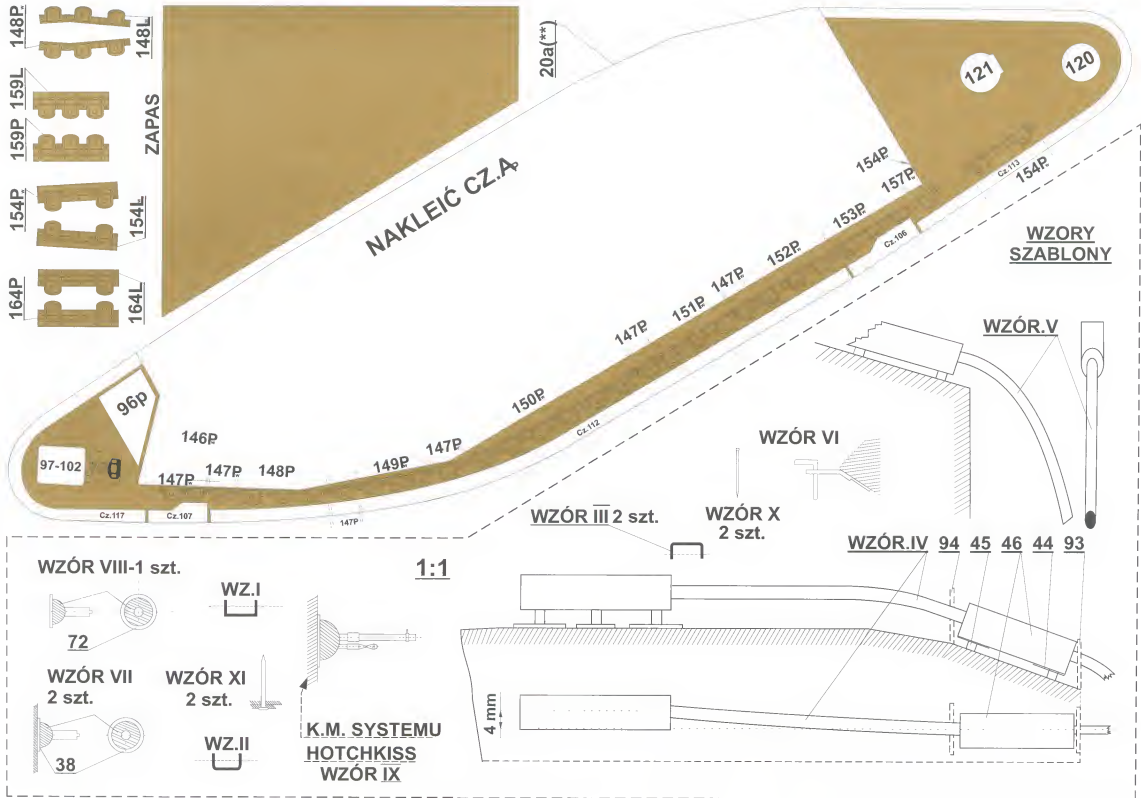 148P
148L
159L
159P
154P
154L
164P
164L
ZAPAS
20a(**)
NAKLEIĆ CZ.A
121
120
154P
157P
Cz.113
154P
153P
Cz.106
152P
147P
151P
147P
150P
Cz.112
147P
149P
147P
148P
147P
147P
146P
96p
97-102
Cz.117
Cz.107
WZORY
SZABLONY
WZÓR.V
WZÓR VI
WZÓR X
2 szt.
WZÓR III 2 szt.
WZÓR.IV
94
45
46
44
93
4 mm
1:1
WZÓR VIII-1 szt.
72
WZ.I
WZÓR VII
2 szt.
38
WZÓR XI
2 szt.
WZ.II
K.M. SYSTEMU
HOTCHKISS
WZÓR IX